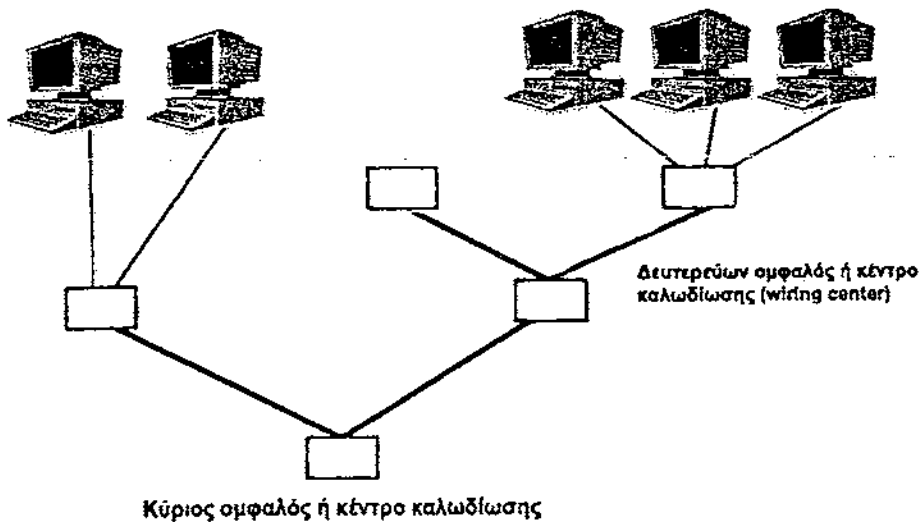 Δευτερεύων ομφαλός ή κέντρο
καλωδίωσης (wiring center)
Κύριος ομφαλός ή κέντρο καλωδίωσης